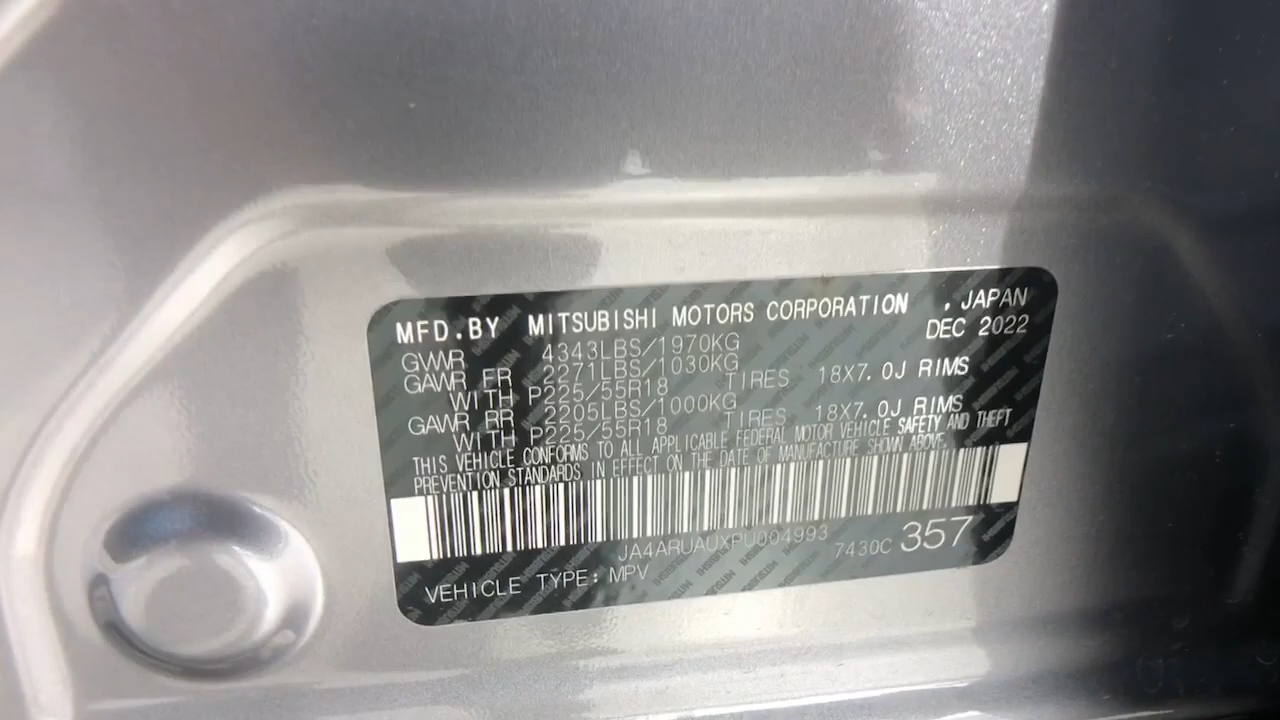 MFD.BY MITSUBISHI MOTORS CORPORATION , JAPAN
DEC 2022
GVWR 4343LBS/1970KG
GAWR FR 2271LBS/1030KG
WITH P225/55R18 TIRES 18X7.0J RIMS
GAWR RR 2205LBS/1000KG
WITH P225/55R18 TIRES 18X7.0J RIMS
THIS VEHICLE CONFORMS TO ALL APPLICABLE FEDERAL MOTOR VEHICLE SAFETY AND THEFT
PREVENTION STANDARDS IN EFFECT ON THE DATE OF MANUFACTURE SHOWN ABOVE.
JA4ARUAUXPU004993
7430C 357
VEHICLE TYPE: MPV